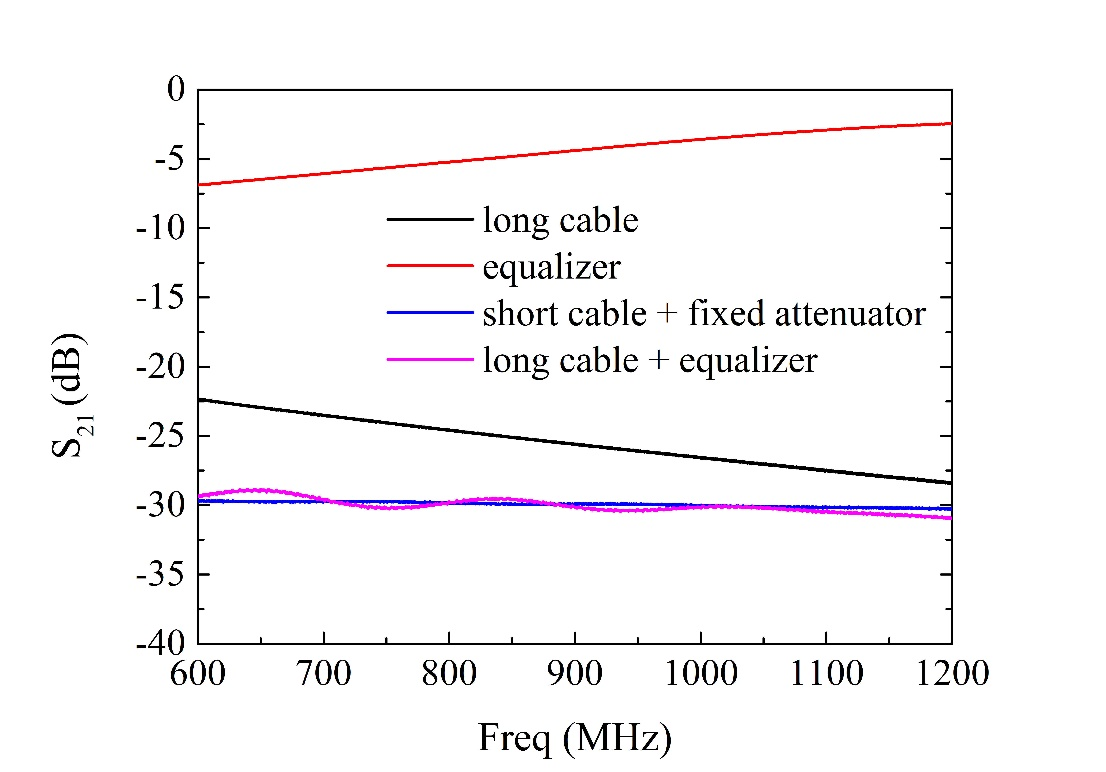 0
-5
-10
-15
-20
-25
-30
-35
-40
S21 (dB)
long cable
equalizer
short cable + fixed attenuator
long cable + equalizer
600 700 800 900 1000 1100 1200
Freq (MHz)